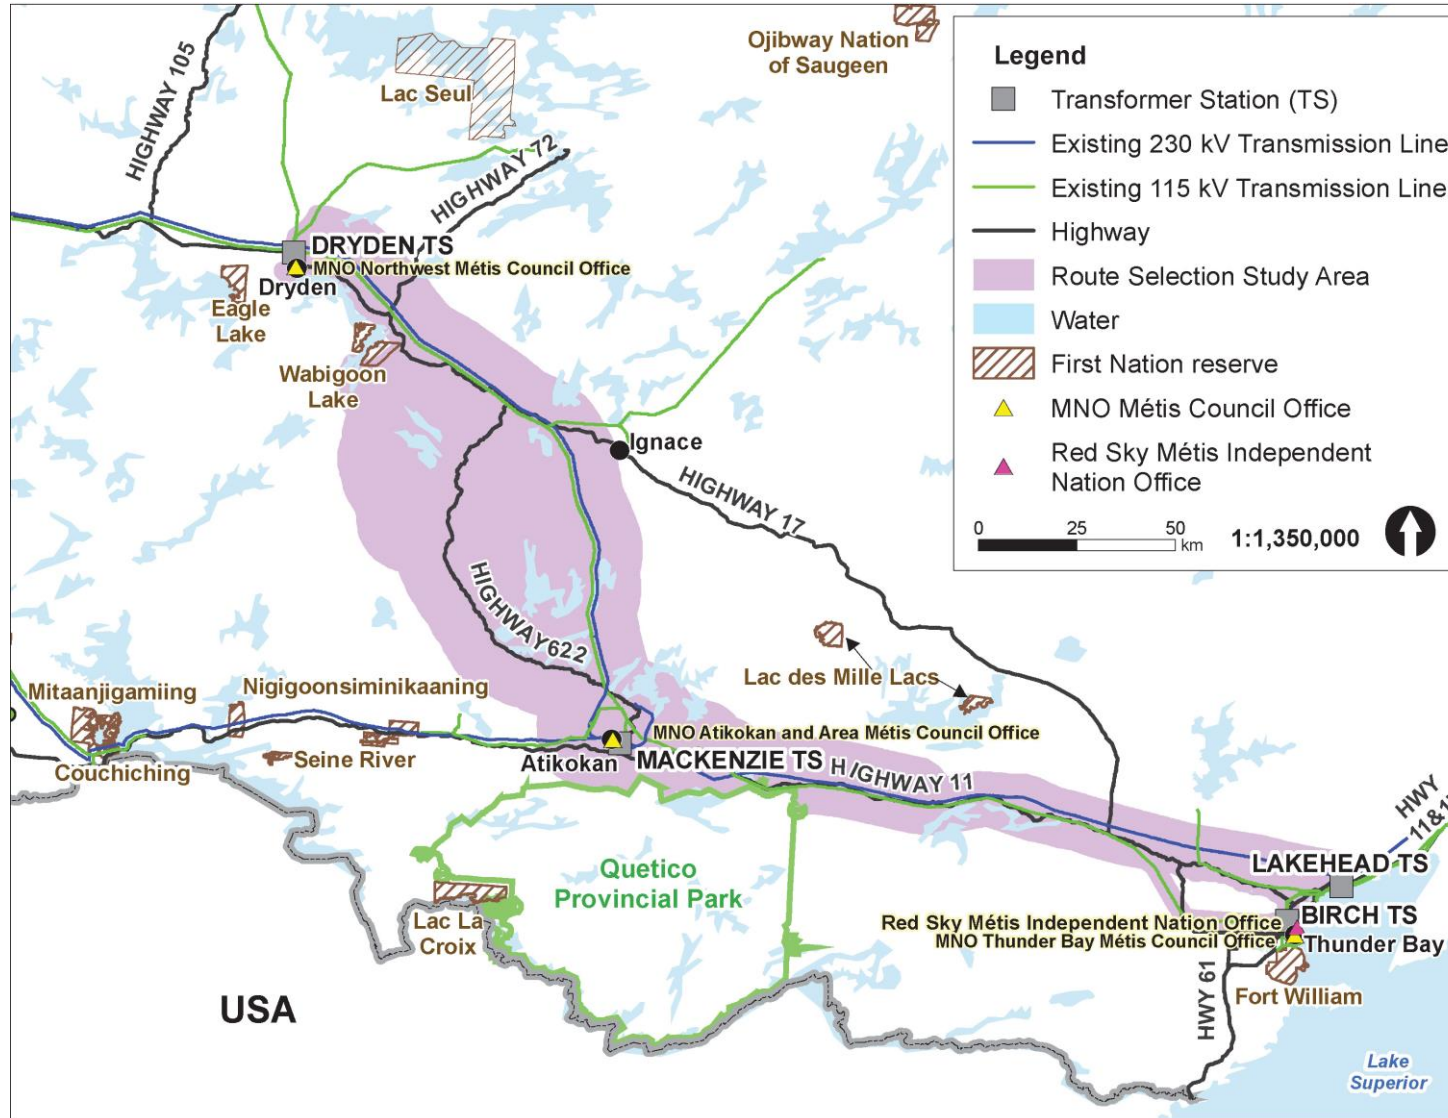 Ojibway Nation
of Saugeen
Lac Seul
HIGHWAY 105
HIGHWAY 72
DRYDEN TS
MNO Northwest Métis Council Office
Dryden
Eagle
Lake
Wabigoon
Lake
Ignace
HIGHWAY 17
HIGHWAY 622
Lac des Mille Lacs
Mitaanjigamiing
Nigigoonsiminikaaning
Seine River
Couchiching
MNO Atikokan and Area Métis Council Office
Atikokan
MACKENZIE TS
HIGHWAY 11
HWY
LAKEHEAD TS
Quetico
Provincial Park
Lac La
Croix
BIRCH TS
Red Sky Métis Independent Nation Office
MNO Thunder Bay Métis Council Office
Thunder Bay
HWY 61
Fort William
USA
Lake
Superior
Legend
Transformer Station (TS)
Existing 230 kV Transmission Line
Existing 115 kV Transmission Line
Highway
Route Selection Study Area
Water
First Nation reserve
MNO Métis Council Office
Red Sky Métis Independent
Nation Office
0 25 50
km
1:1,350,000